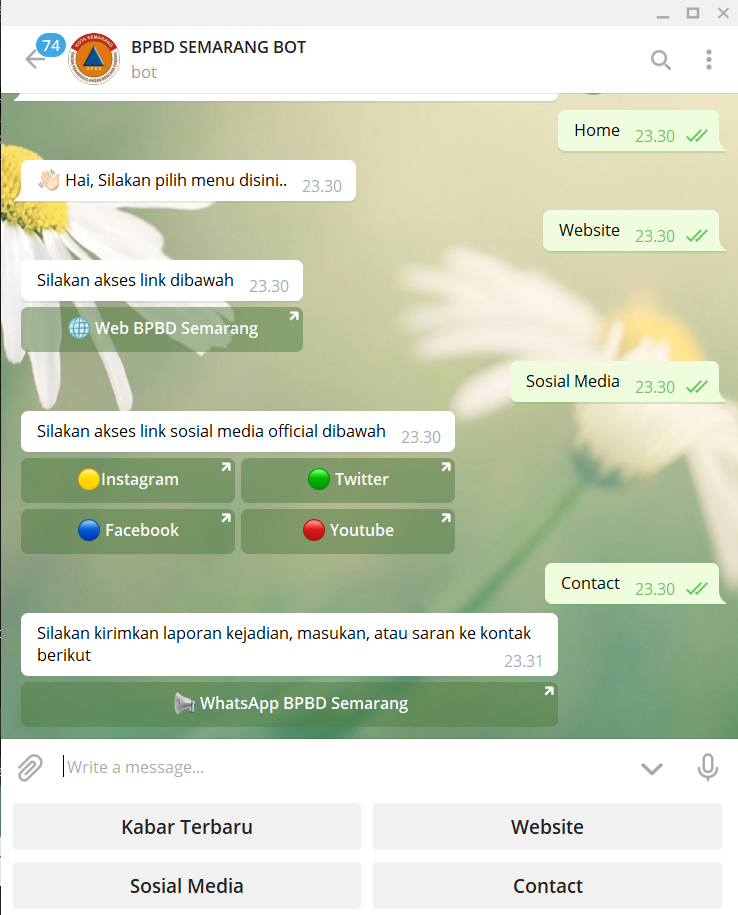 74
BPBD SEMARANG BOT
bot
Home 23.30
👋🏻 Hai, Silakan pilih menu disini.. 23.30
Website 23.30
Silakan akses link dibawah 23.30
🌐 Web BPBD Semarang
Sosial Media 23.30
Silakan akses link sosial media official dibawah 23.30
🟡Instagram
🟢 Twitter
🔵 Facebook
🔴 Youtube
Contact 23.30
Silakan kirimkan laporan kejadian, masukan, atau saran ke kontak
berikut 23.31
📢 WhatsApp BPBD Semarang
Write a message...
Kabar Terbaru
Website
Sosial Media
Contact